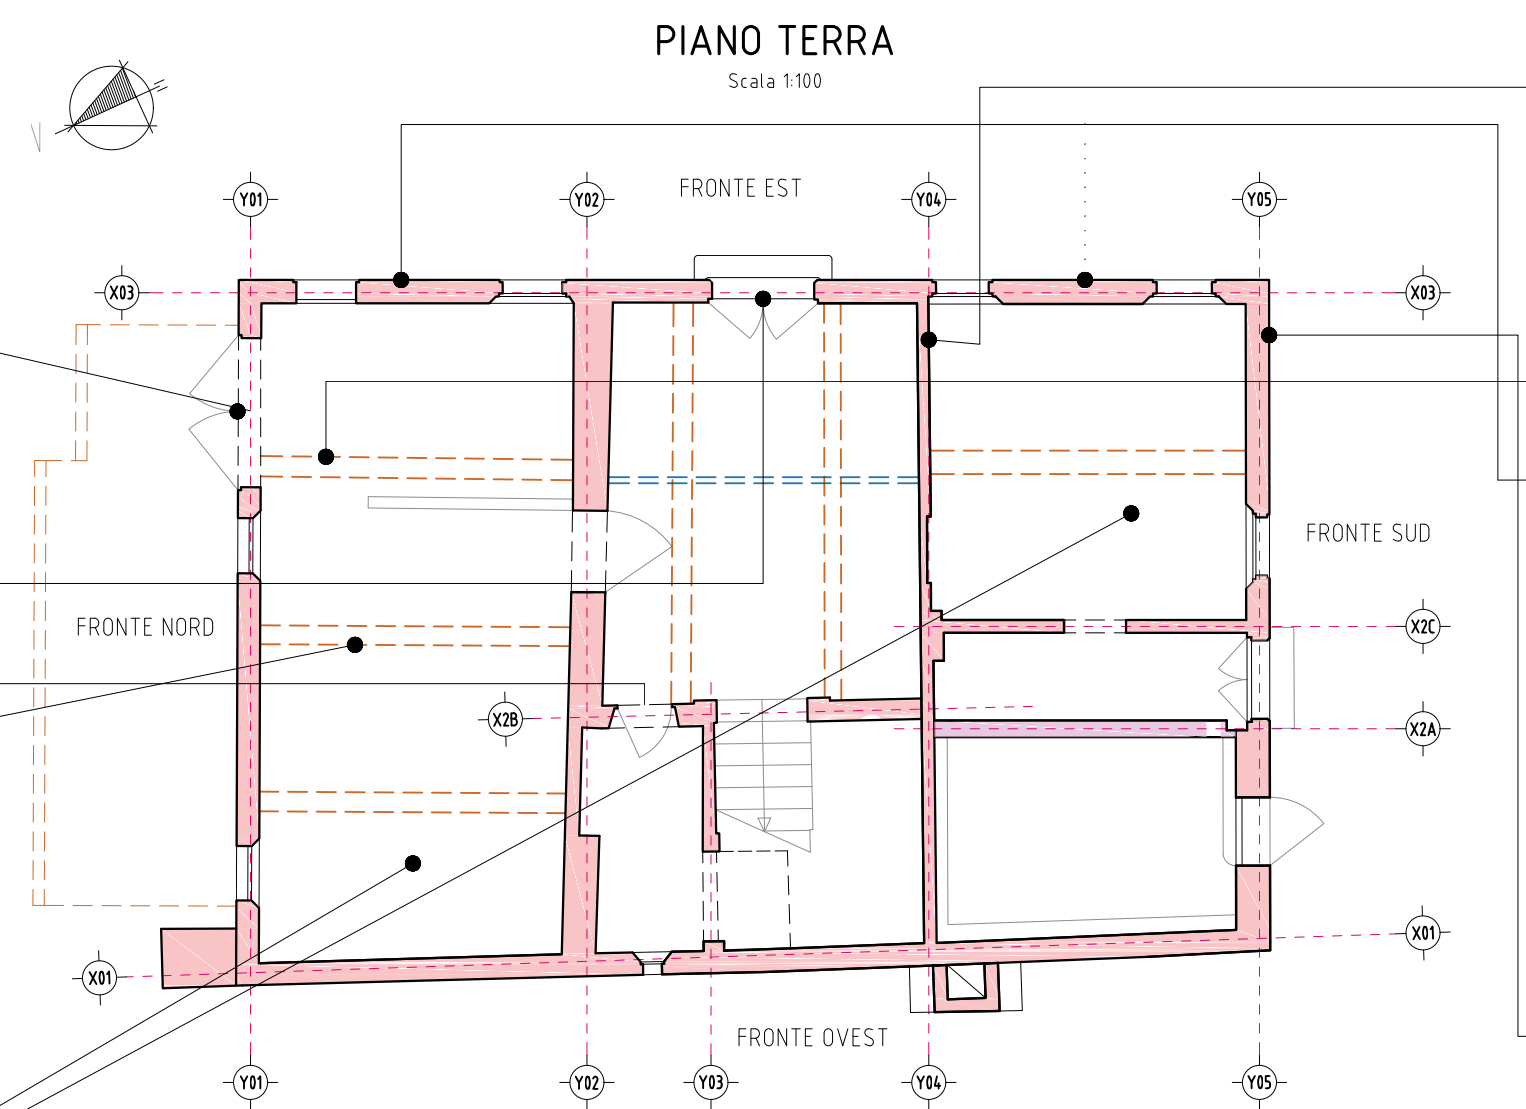 PIANO TERRA
Scala 1:100
FRONTE EST
Y01
Y02
Y04
Y05
X03
X03
FRONTE SUD
FRONTE NORD
X2C
X2B
X2A
X01
X01
FRONTE OVEST
Y01
Y02
Y03
Y04
Y05